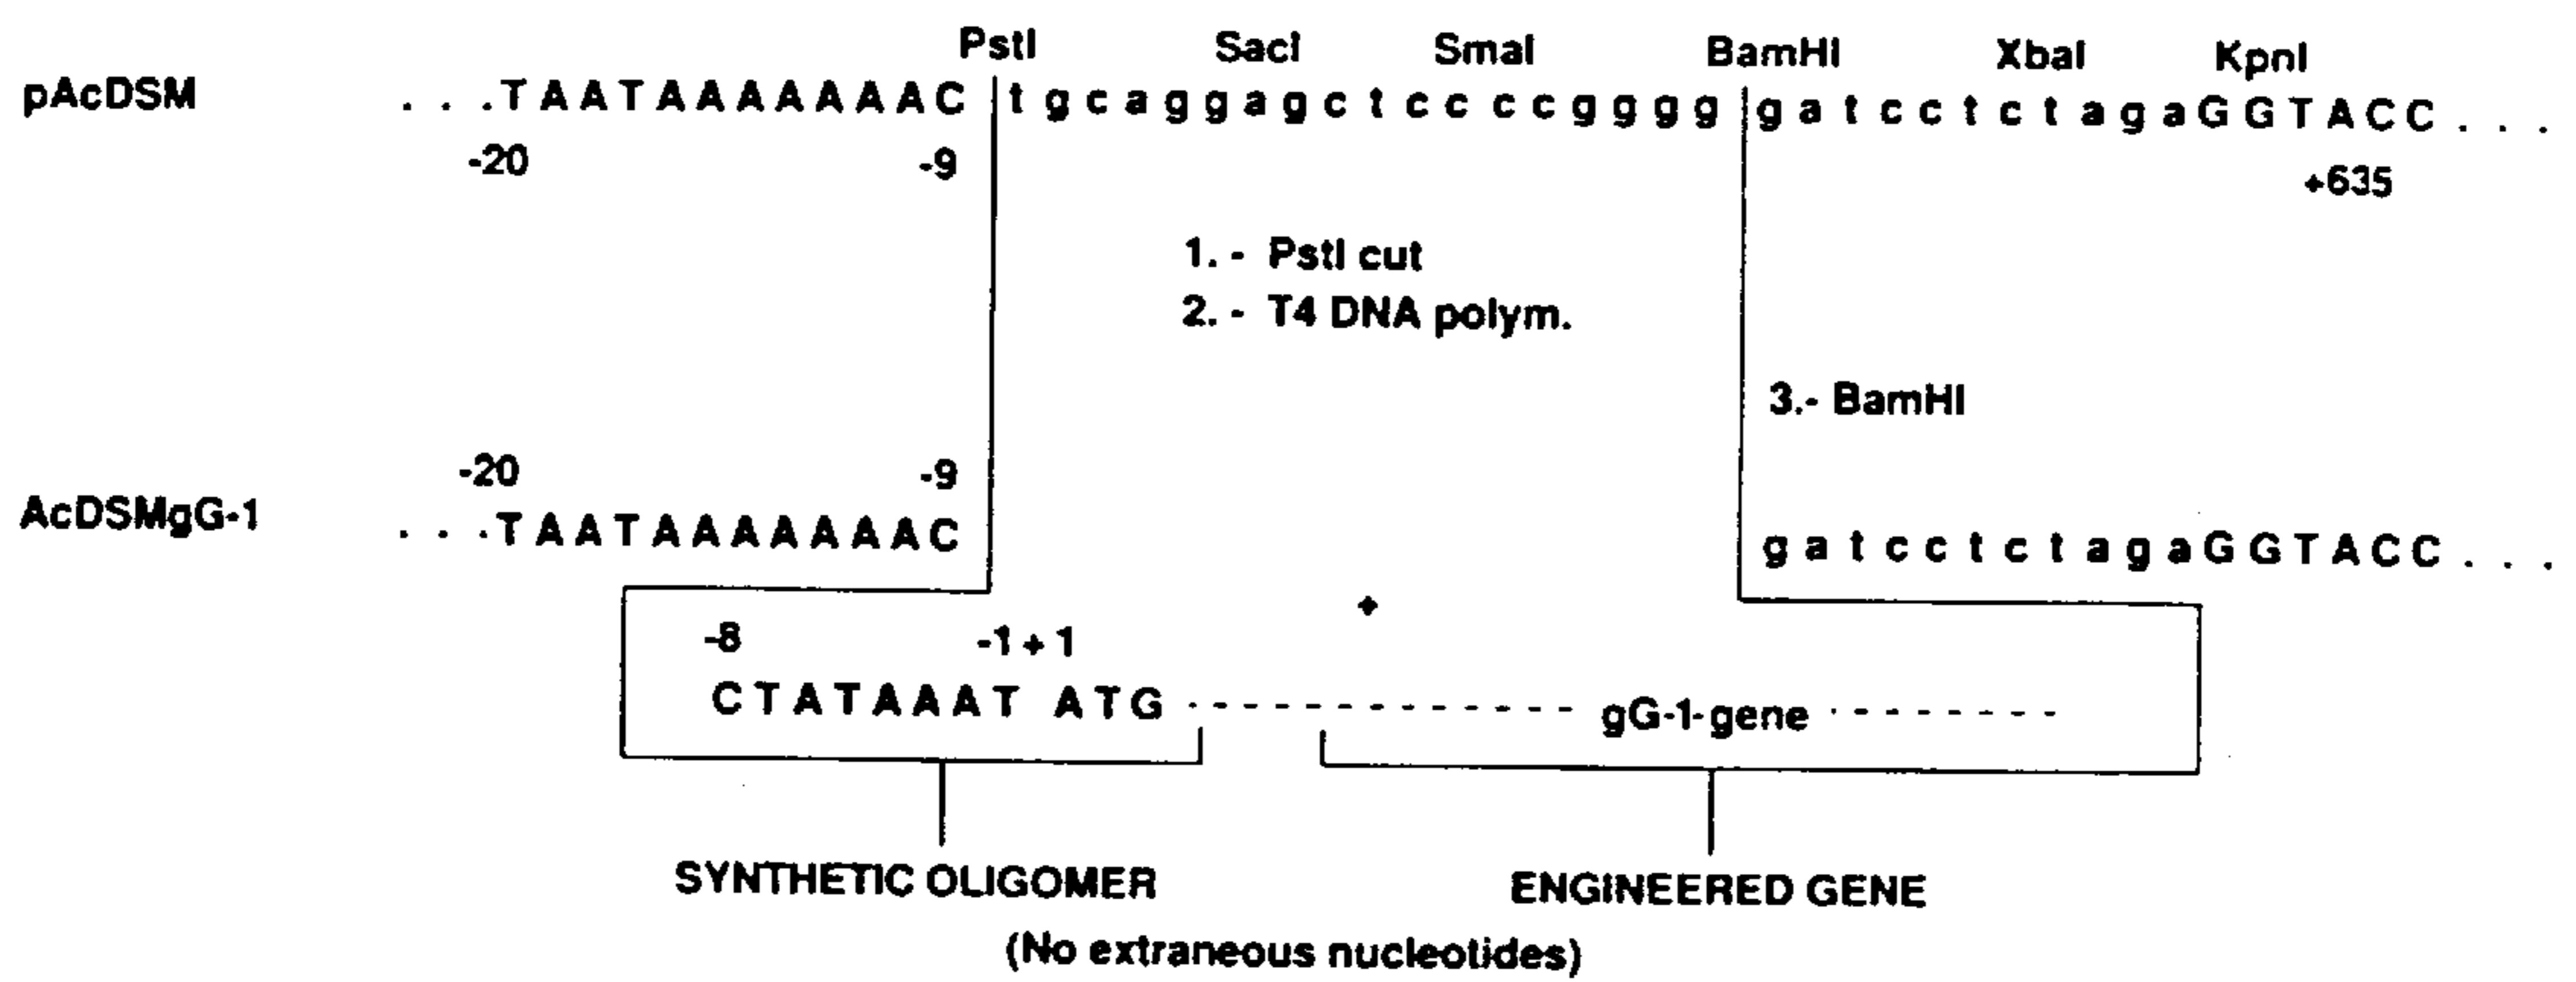 PstI SacI SmaI BamHI XbaI KpnI
pAcDSM . . .TAATAAAAAAAC tgcaggagctccccgggg gatcctctagaGGTACC . . .
-20 -9 +635
1. - PstI cut
2. - T4 DNA polym.
3.- BamHI
-20 -9
AcDSMgG-1 . . .TAATAAAAAAAC gatcctctagaGGTACC . . .
+
-8 -1 + 1
CTATAAAT ATG - - - - - - - - - - gG-1-gene - - - - - - -
SYNTHETIC OLIGOMER ENGINEERED GENE
(No extraneous nucleotides)